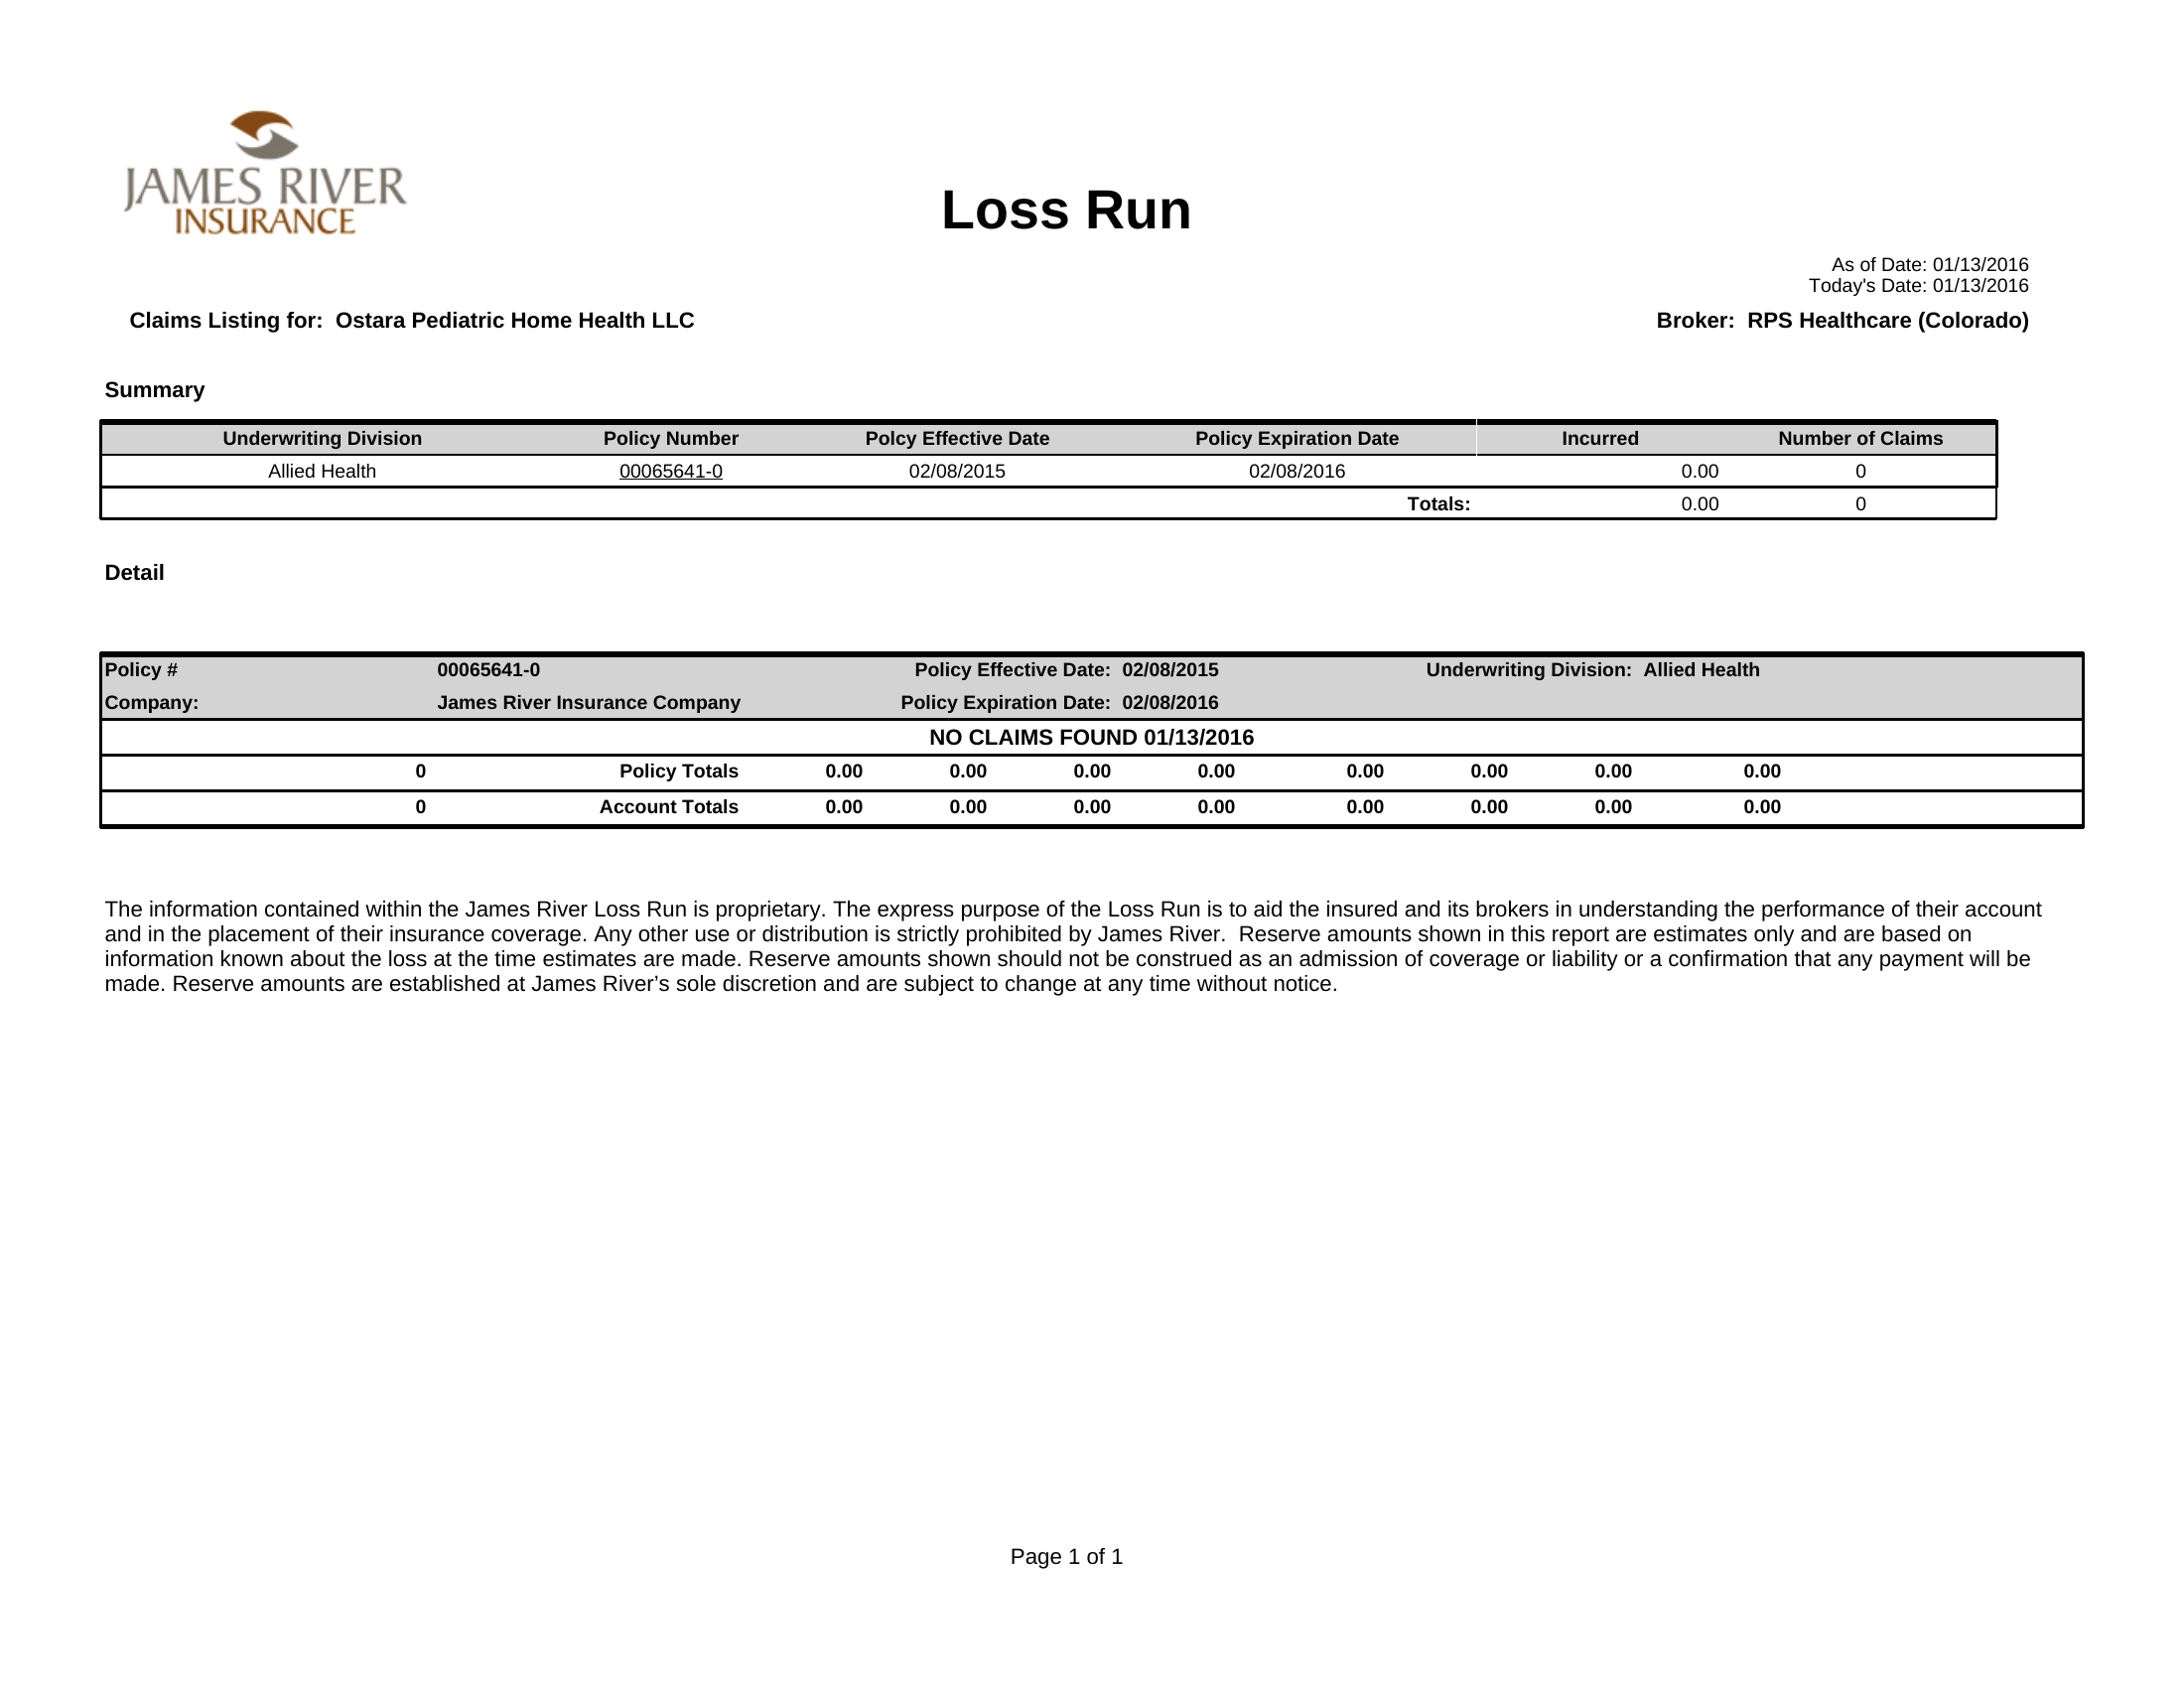 JAMES RIVER
INSURANCE
Loss Run
As of Date: 01/13/2016
Today's Date: 01/13/2016
Claims Listing for: Ostara Pediatric Home Health LLC Broker: RPS Healthcare (Colorado)
Summary
Underwriting Division Policy Number Polcy Effective Date Policy Expiration Date Incurred Number of Claims
Allied Health 00065641-0 02/08/2015 02/08/2016 0.00 0
Totals: 0.00 0
Detail
Policy # 00065641-0 Policy Effective Date: 02/08/2015 Underwriting Division: Allied Health
Company: James River Insurance Company Policy Expiration Date: 02/08/2016
NO CLAIMS FOUND 01/13/2016
0 Policy Totals 0.00 0.00 0.00 0.00 0.00 0.00 0.00 0.00
0 Account Totals 0.00 0.00 0.00 0.00 0.00 0.00 0.00 0.00
The information contained within the James River Loss Run is proprietary. The express purpose of the Loss Run is to aid the insured and its brokers in understanding the performance of their account
and in the placement of their insurance coverage. Any other use or distribution is strictly prohibited by James River. Reserve amounts shown in this report are estimates only and are based on
information known about the loss at the time estimates are made. Reserve amounts shown should not be construed as an admission of coverage or liability or a confirmation that any payment will be
made. Reserve amounts are established at James River’s sole discretion and are subject to change at any time without notice.
Page 1 of 1